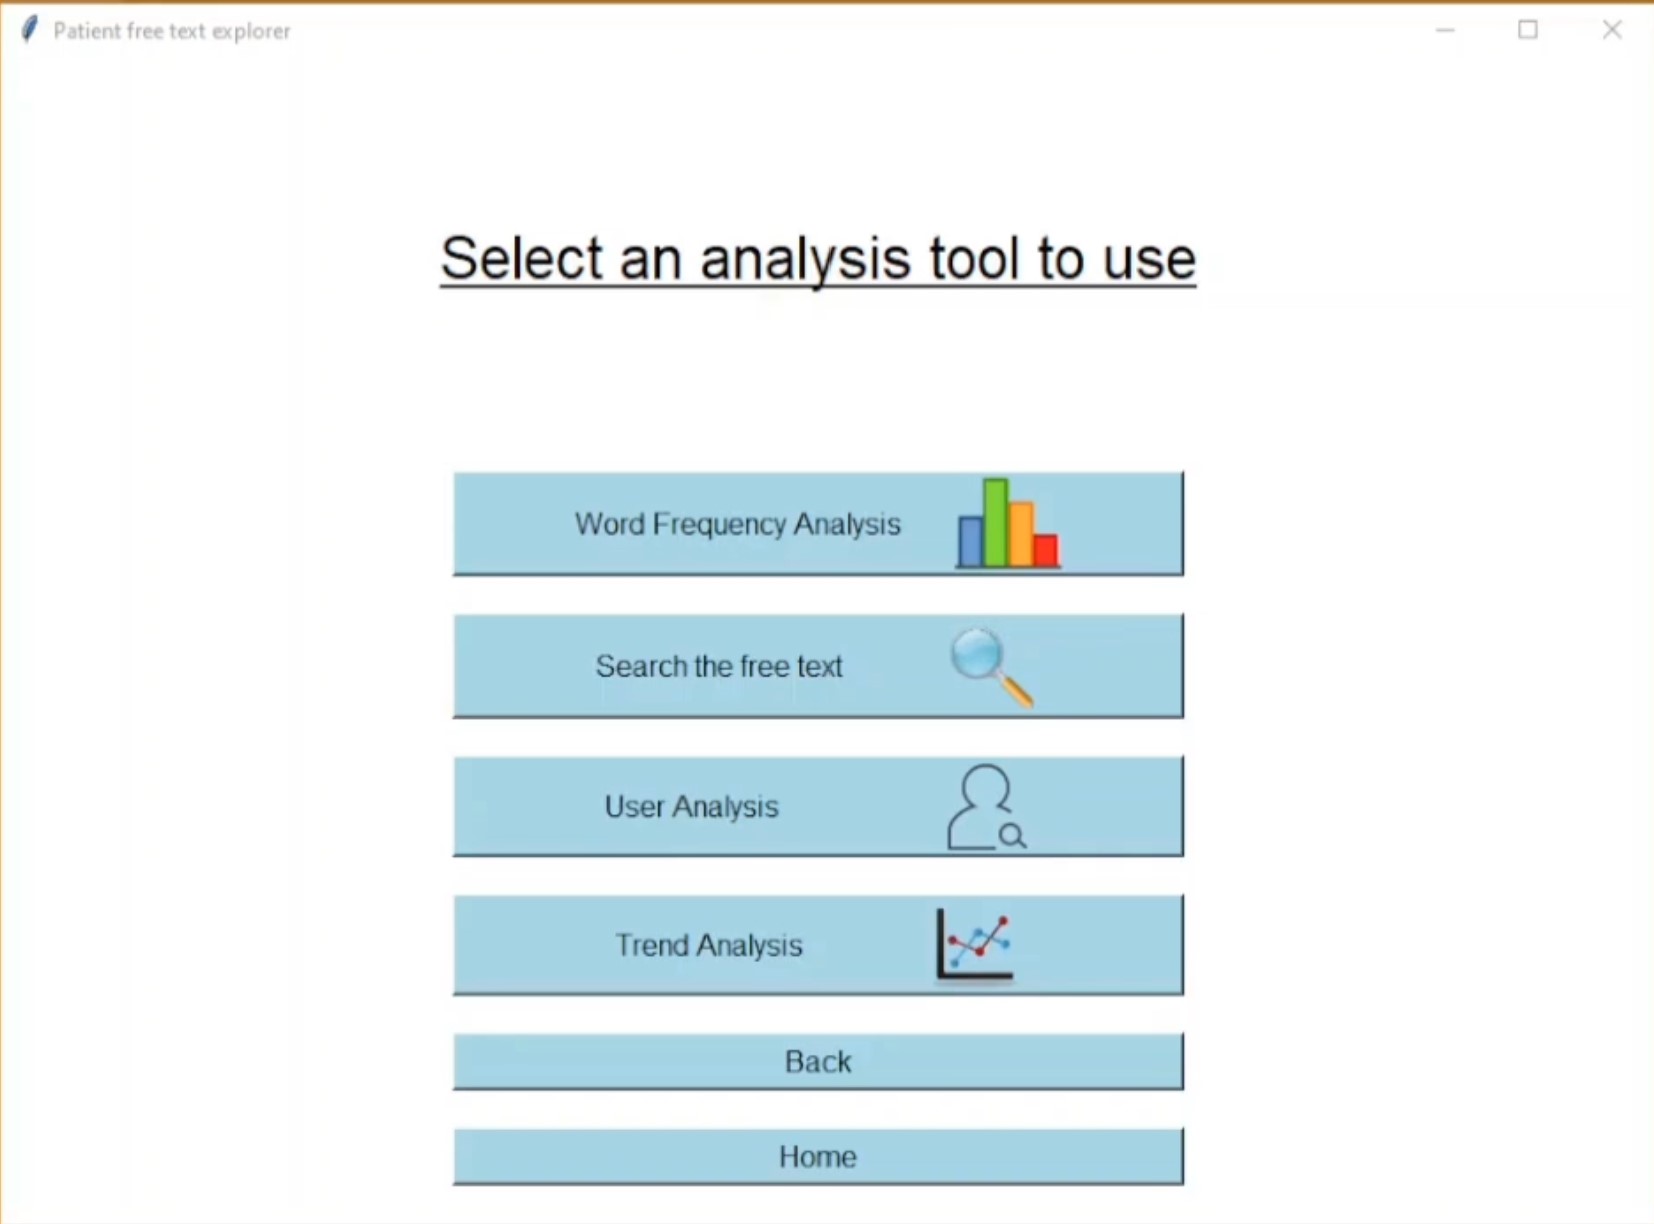 Patient free text explorer
Select an analysis tool to use
Word Frequency Analysis
Search the free text
User Analysis
Trend Analysis
Back
Home